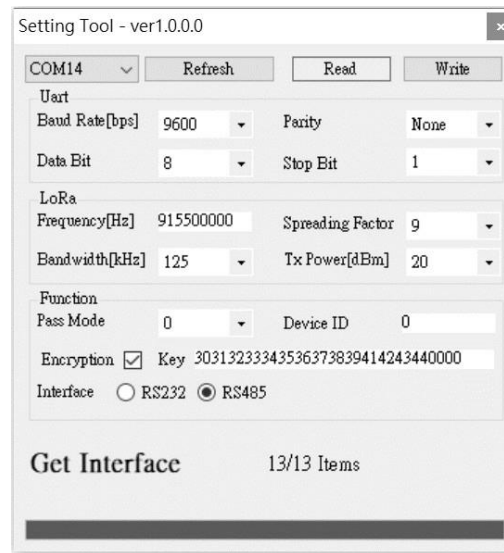 Setting Tool - ver1.0.0.0 ×
COM14 Refresh Read Write
Uart
Baud Rate[bps] 9600 Parity None
Data Bit 8 Stop Bit 1
LoRa
Frequency[Hz] 915500000 Spreading Factor 9
Bandwidth[kHz] 125 Tx Power[dBm] 20
Function
Pass Mode 0 Device ID 0
Encryption Key 30313233343536373839414243440000
Interface RS232 RS485
Get Interface 13/13 Items